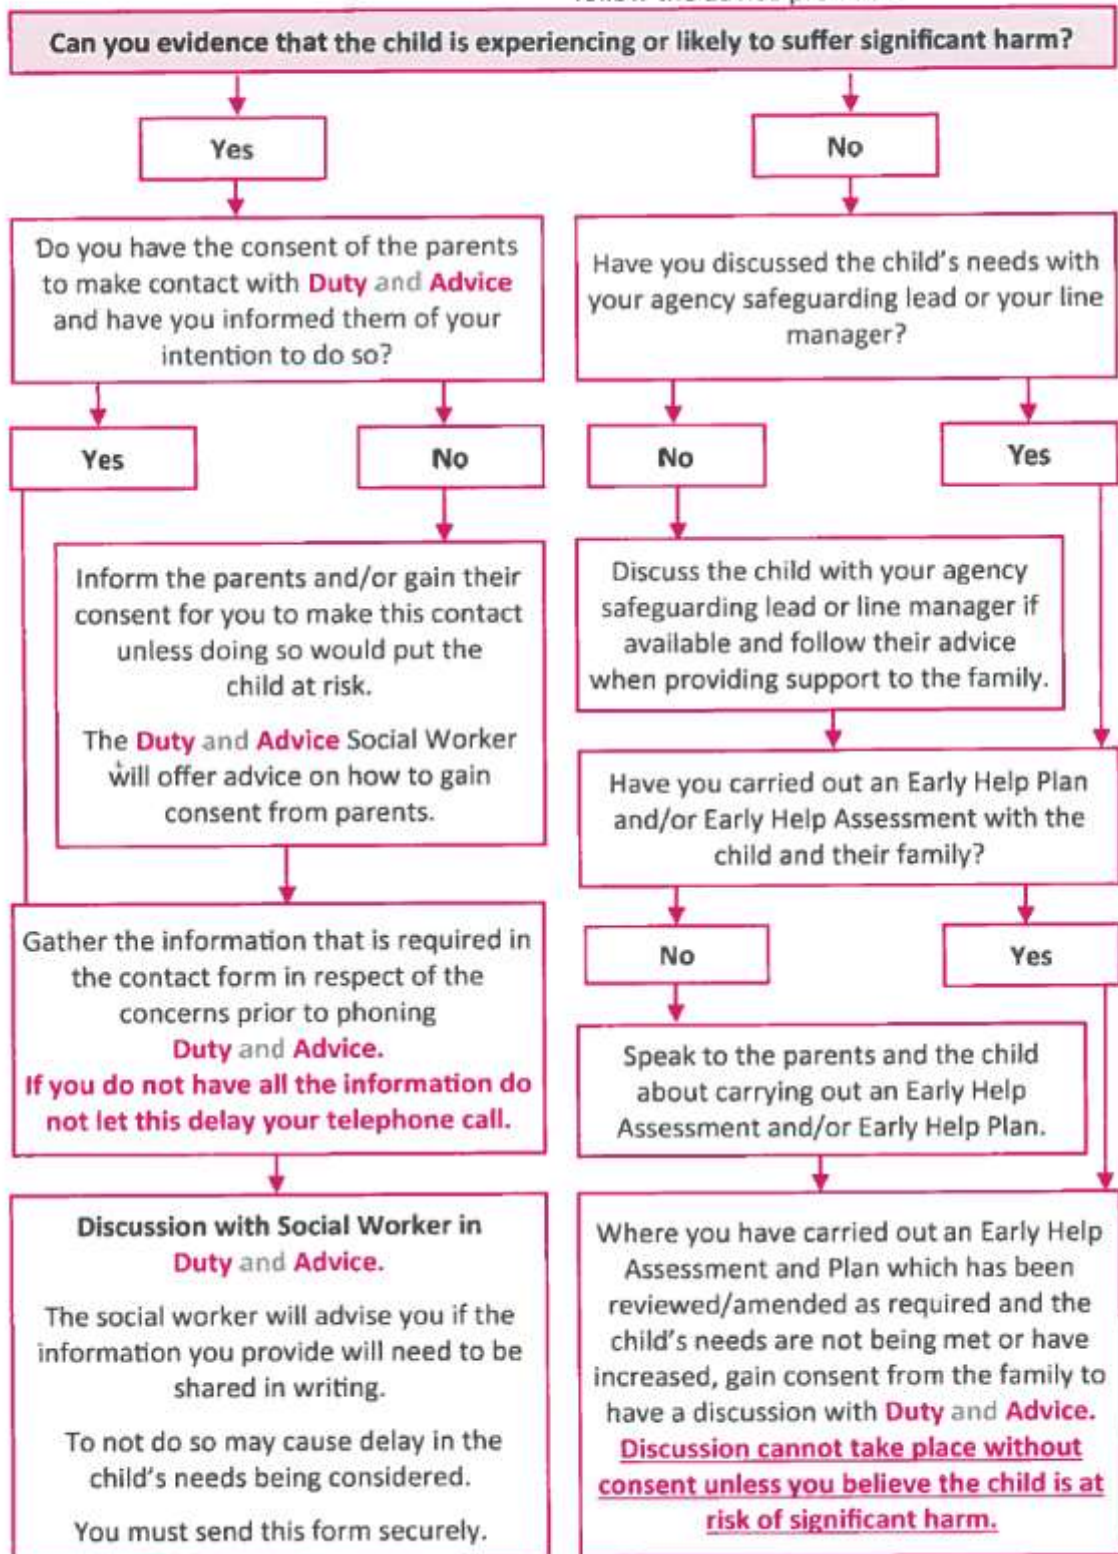 Can you evidence that the child is experiencing or likely to suffer significant harm?
Yes
No
Do you have the consent of the parents
to make contact with Duty and Advice
and have you informed them of your
intention to do so?
Have you discussed the child's needs with
your agency safeguarding lead or your line
manager?
Yes
No
No
Yes
Inform the parents and/or gain their
consent for you to make this contact
unless doing so would put the
child at risk.
The Duty and Advice Social Worker
will offer advice on how to gain
consent from parents.
Discuss the child with your agency
safeguarding lead or line manager if
available and follow their advice
when providing support to the family.
Have you carried out an Early Help Plan
and/or Early Help Assessment with the
child and their family?
No
Yes
Gather the information that is required in
the contact form in respect of the
concerns prior to phoning
Duty and Advice.
If you do not have all the information do
not let this delay your telephone call.
Speak to the parents and the child
about carrying out an Early Help
Assessment and/or Early Help Plan.
Discussion with Social Worker in
Duty and Advice.
The social worker will advise you if the
information you provide will need to be
shared in writing.
To not do so may cause delay in the
child's needs being considered.
You must send this form securely.
Where you have carried out an Early Help
Assessment and Plan which has been
reviewed/amended as required and the
child's needs are not being met or have
increased, gain consent from the family to
have a discussion with Duty and Advice.
Discussion cannot take place without
consent unless you believe the child is at
risk of significant harm.